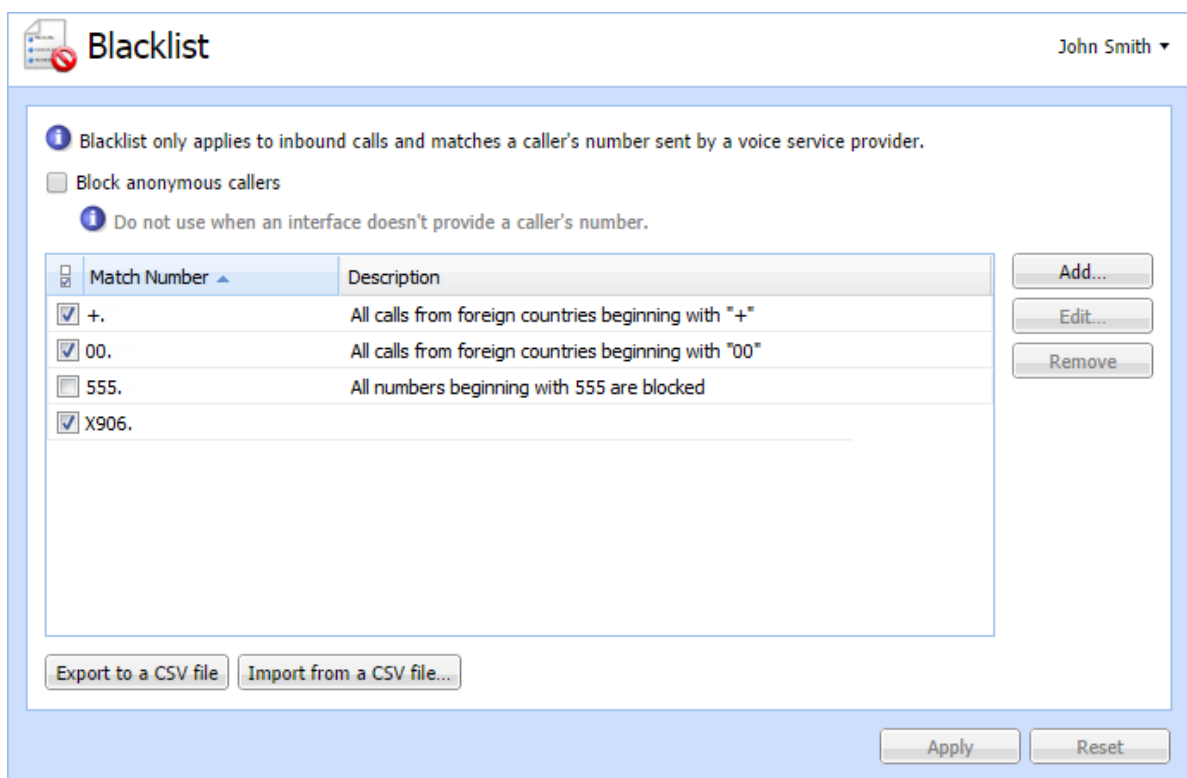 Blacklist
John Smith
Blacklist only applies to inbound calls and matches a caller's number sent by a voice service provider.
Block anonymous callers
Do not use when an interface doesn't provide a caller's number.
Match Number Description
+. All calls from foreign countries beginning with "+"
00. All calls from foreign countries beginning with "00"
555. All numbers beginning with 555 are blocked
X906.
Add...
Edit...
Remove
Export to a CSV file Import from a CSV file...
Apply Reset